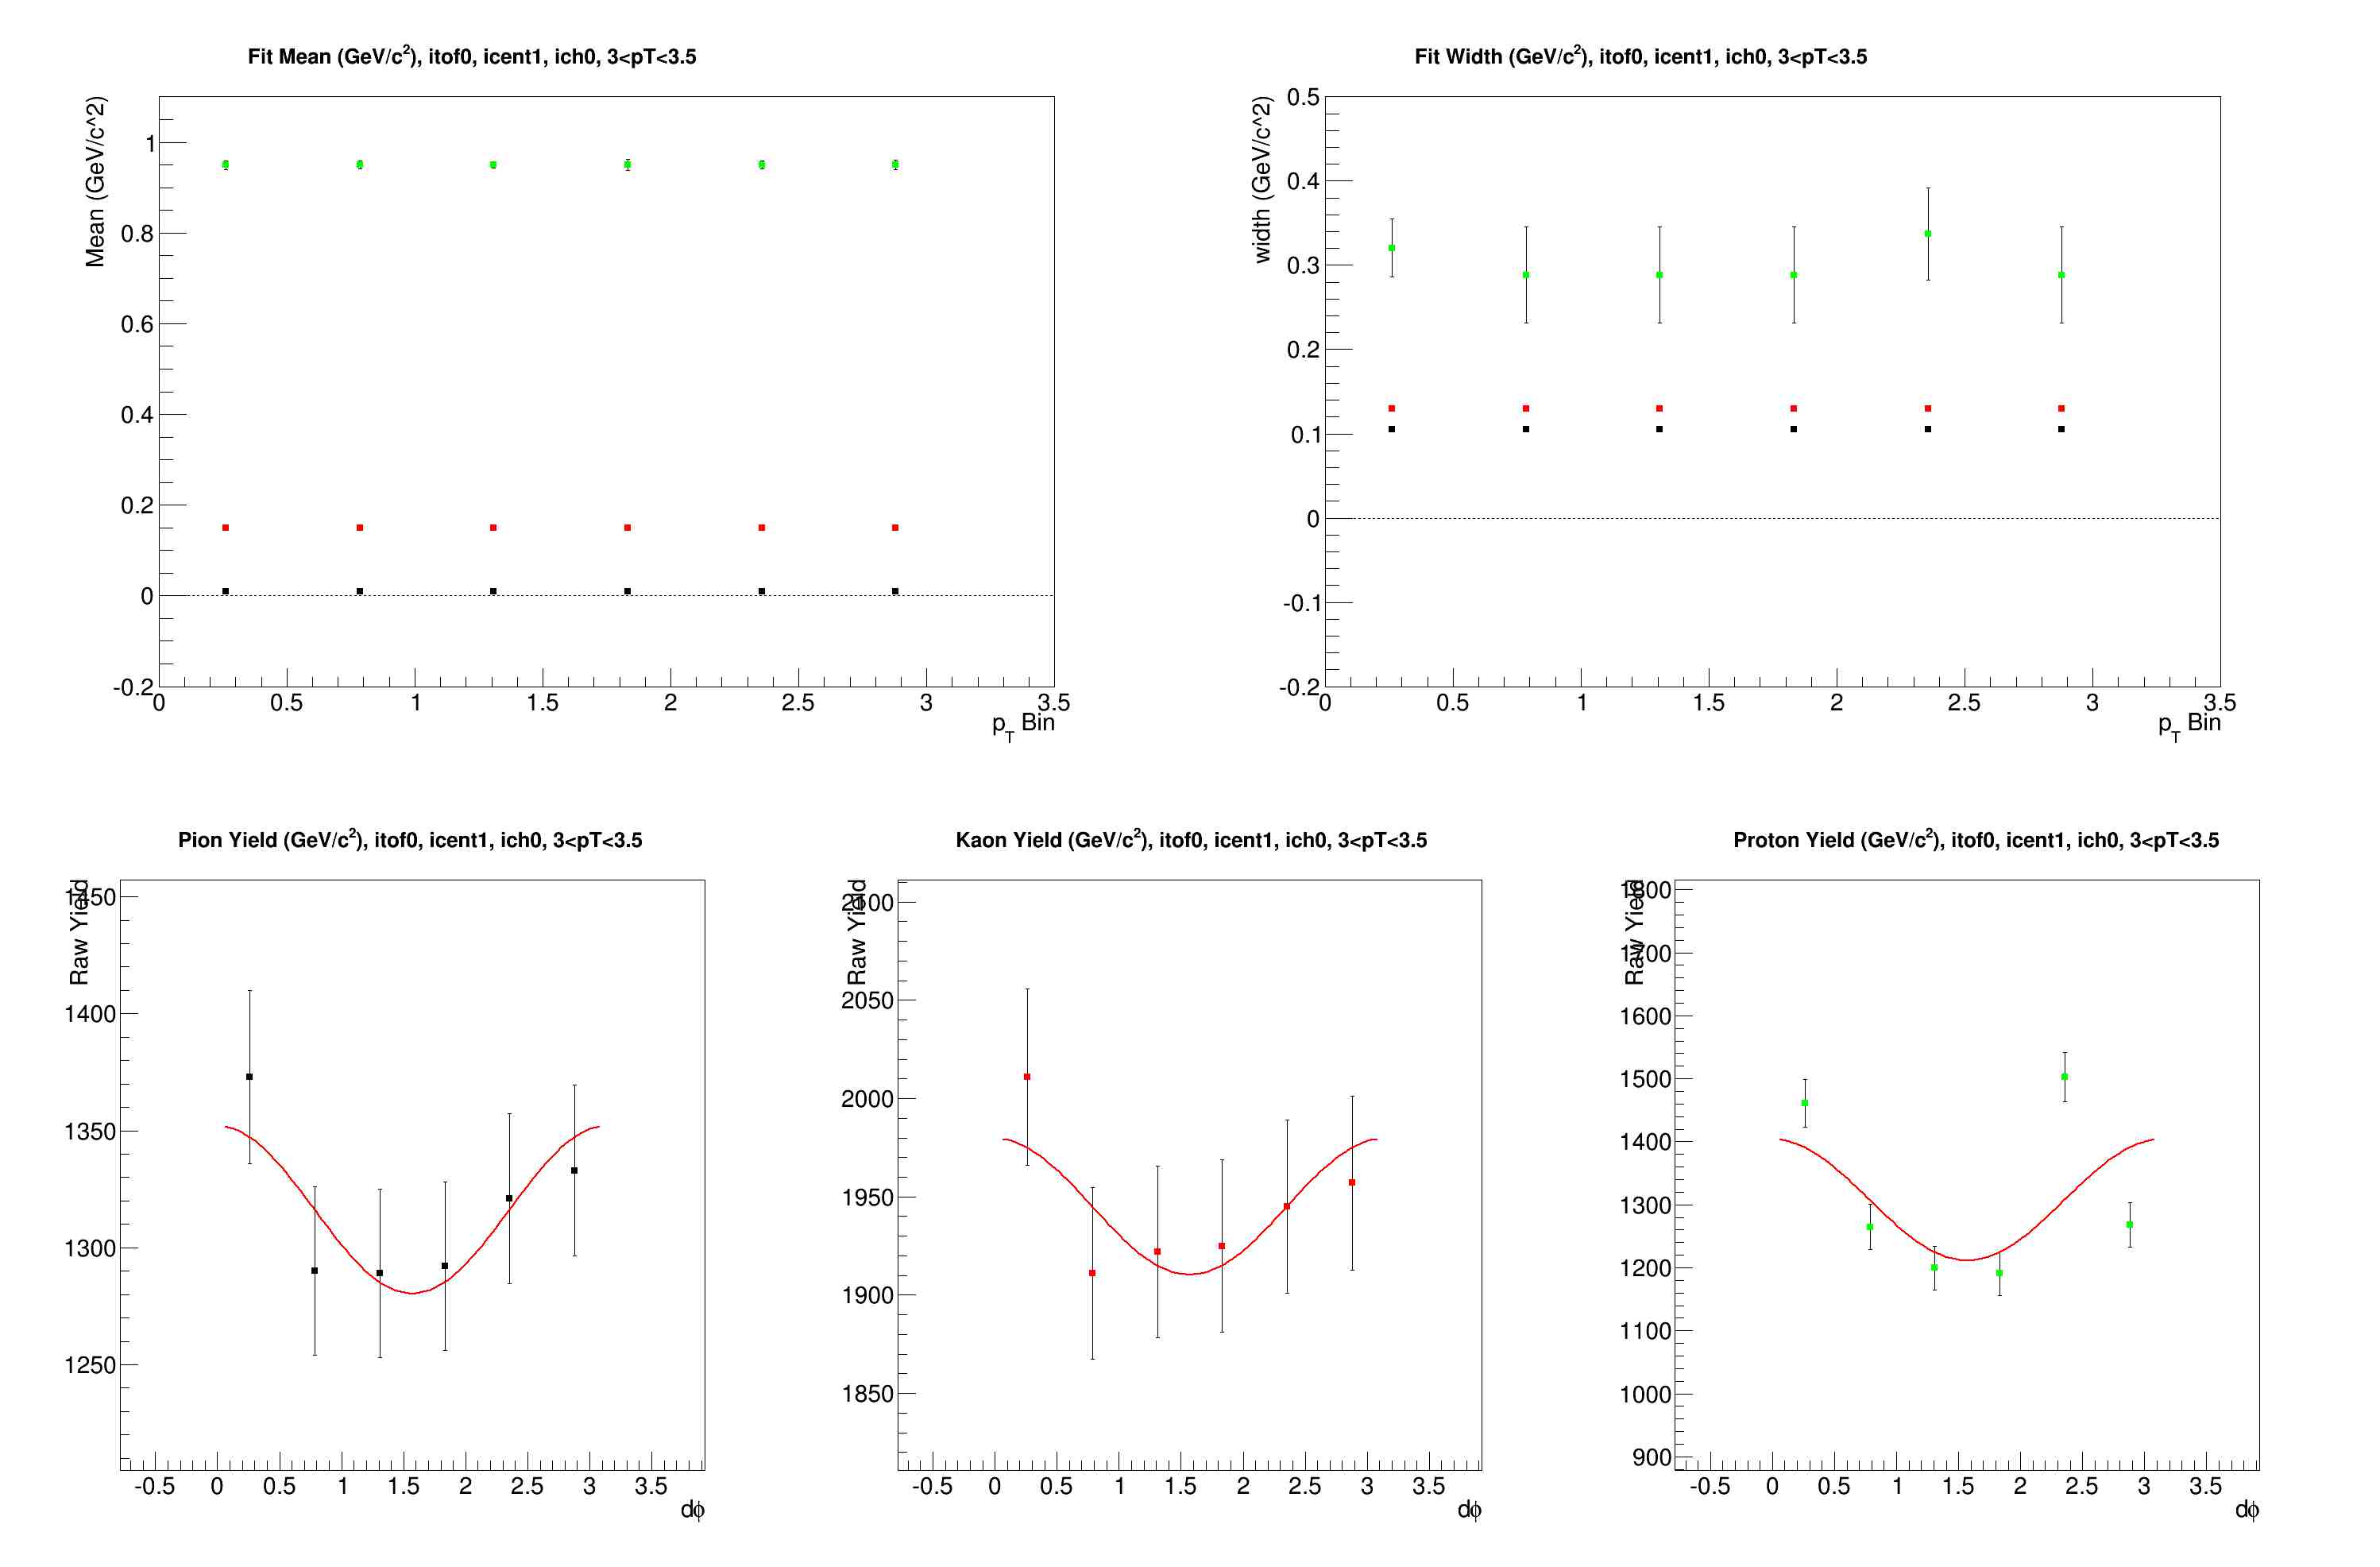 Fit Mean (GeV/c²), itof0, icent1, ich0, 3<pT<3.5
Mean (GeV/c^2)
1
0.8
0.6
0.4
0.2
0
-0.2
0 0.5 1 1.5 2 2.5 3 3.5
p_T Bin
Fit Width (GeV/c²), itof0, icent1, ich0, 3<pT<3.5
width (GeV/c^2)
0.5
0.4
0.3
0.2
0.1
0
-0.1
-0.2
0 0.5 1 1.5 2 2.5 3 3.5
p_T Bin
Pion Yield (GeV/c²), itof0, icent1, ich0, 3<pT<3.5
Raw Yield
1450
1400
1350
1300
1250
-0.5 0 0.5 1 1.5 2 2.5 3 3.5
dϕ
Kaon Yield (GeV/c²), itof0, icent1, ich0, 3<pT<3.5
Raw Yield
2100
2050
2000
1950
1900
1850
-0.5 0 0.5 1 1.5 2 2.5 3 3.5
dϕ
Proton Yield (GeV/c²), itof0, icent1, ich0, 3<pT<3.5
Raw Yield
1800
1700
1600
1500
1400
1300
1200
1100
1000
900
-0.5 0 0.5 1 1.5 2 2.5 3 3.5
dϕ